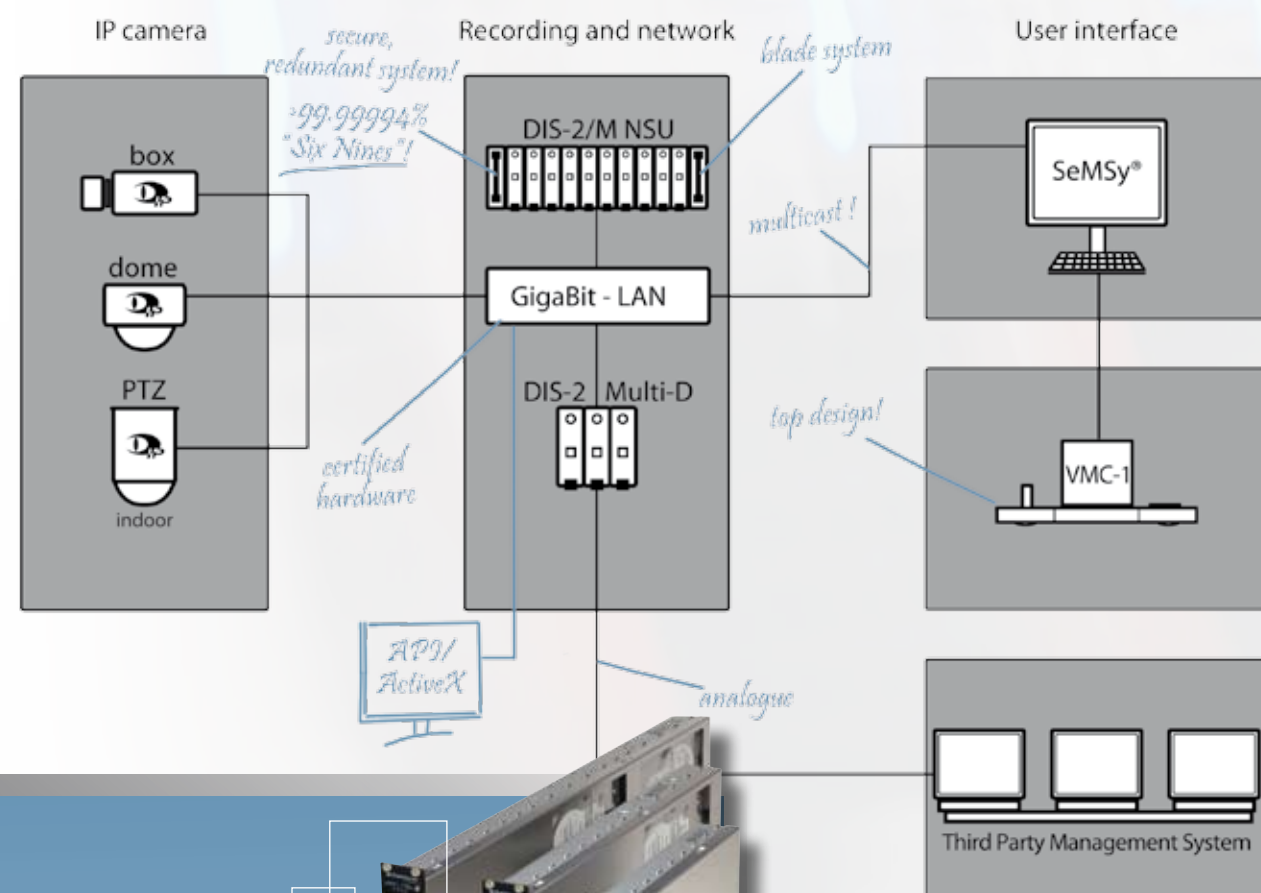 IP camera
Recording and network
User interface
secure,
redundant system!
>99.99994%
"Six Nines"!
blade system
box
dome
PTZ
indoor
DIS-2/M NSU
GigaBit - LAN
DIS-2 Multi-D
certified
hardware
API/
ActiveX
analogue
multicast !
SeMSy®
top design!
VMC-1
Third Party Management System